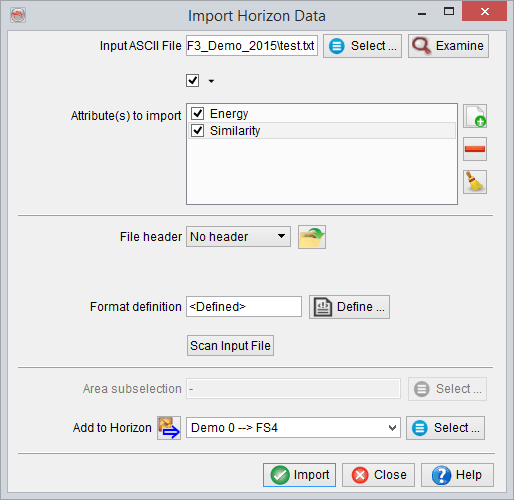 Import Horizon Data
Input ASCII File F3_Demo_2015\test.txt Select ... Examine
Attribute(s) to import Energy
Similarity
File header No header
Format definition <Defined> Define ...
Scan Input File
Area subselection - Select ...
Add to Horizon Demo 0 --> FS4 Select ...
Import Close Help